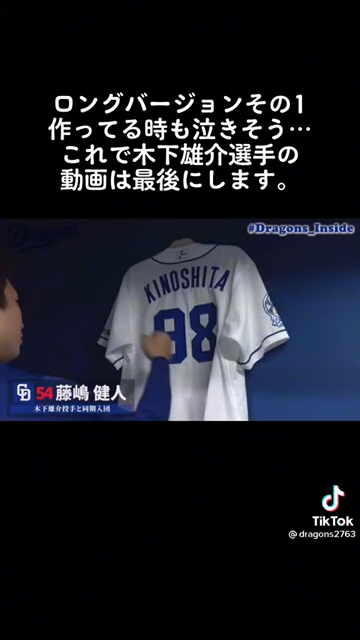 ロングバージョンその1
作ってる時も泣きそう…
これで木下雄介選手の
動画は最後にします。
#Dragons_Inside
KINOSHITA
98
CD 54 藤嶋 健人
木下雄介投手と同期入団
TikTok
@dragons2763